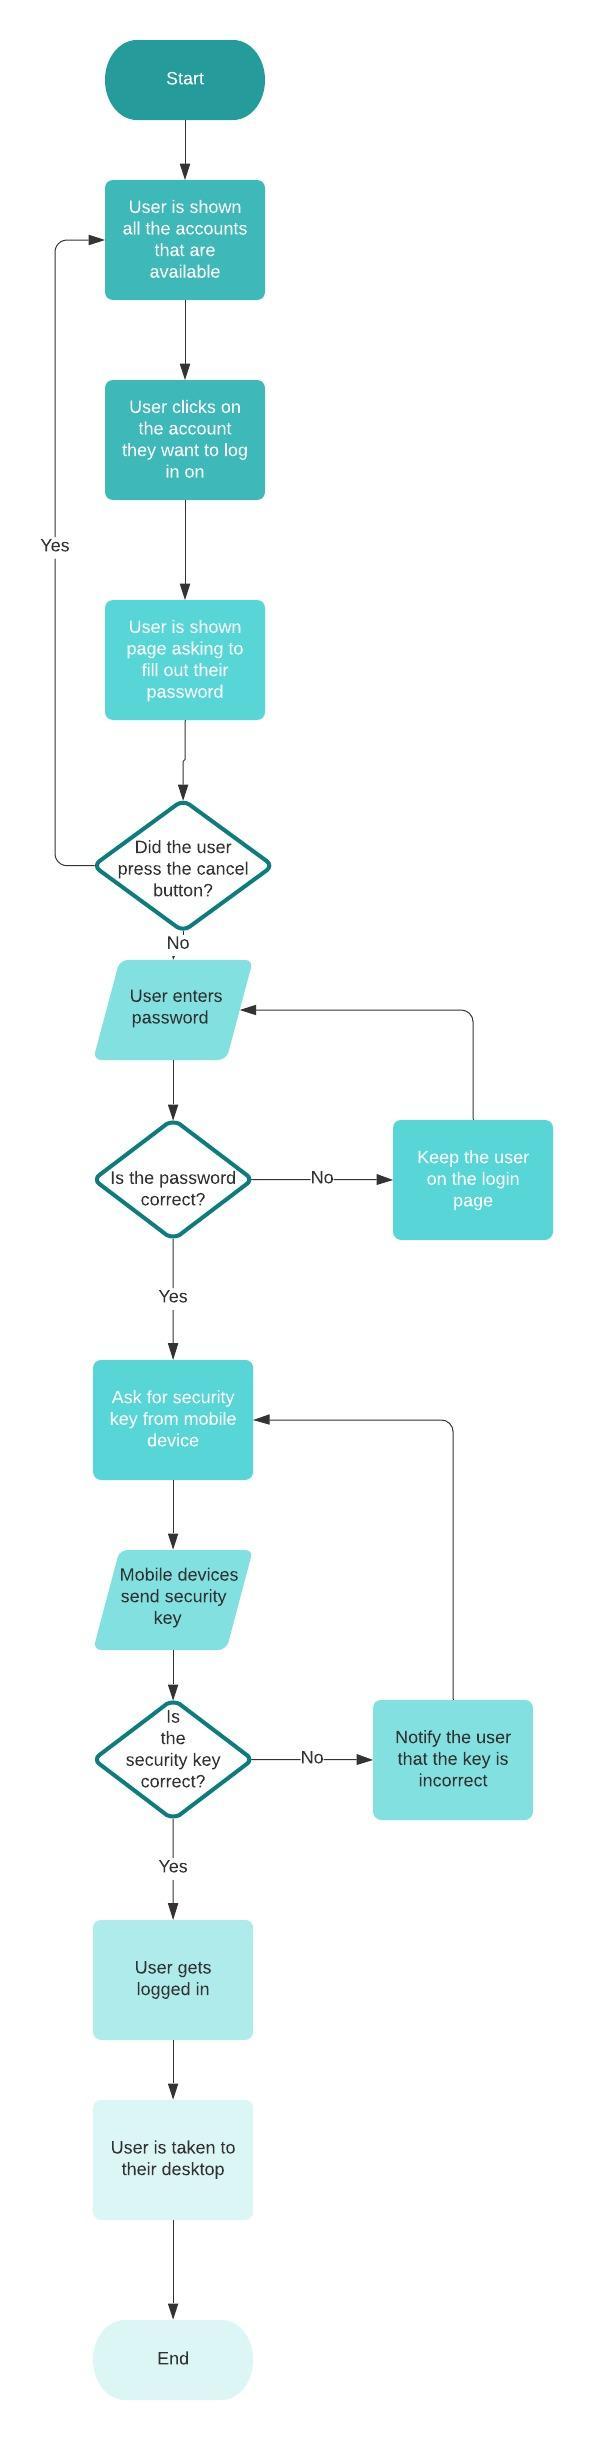 Start
User is shown
all the accounts
that are
available
User clicks on
the account
they want to log
in on
Yes
User is shown
page asking to
fill out their
password
Did the user
press the cancel
button?
No
User enters
password
Is the password
correct?
No
Keep the user
on the login
page
Yes
Ask for security
key from mobile
device
Mobile devices
send security
key
Is
the
security key
correct?
No
Notify the user
that the key is
incorrect
Yes
User gets
logged in
User is taken to
their desktop
End